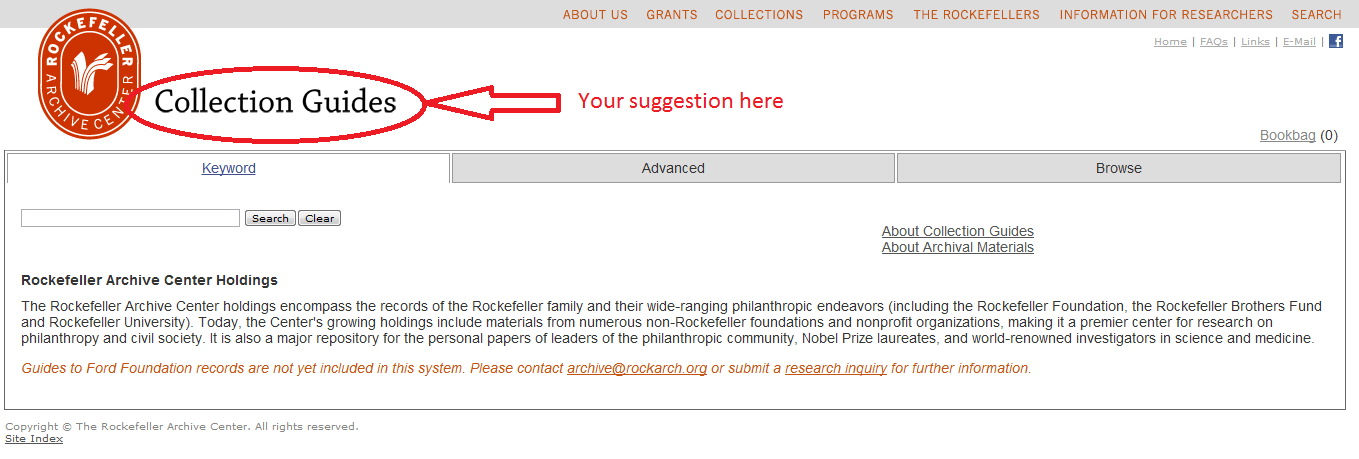 ABOUT US GRANTS COLLECTIONS PROGRAMS THE ROCKEFELLERS INFORMATION FOR RESEARCHERS SEARCH
Home | FAQs | Links | E-Mail | f
ROCKEFELLER ARCHIVE CENTER
Collection Guides
Your suggestion here
Bookbag (0)
Keyword Advanced Browse
Search Clear
About Collection Guides
About Archival Materials
Rockefeller Archive Center Holdings
The Rockefeller Archive Center holdings encompass the records of the Rockefeller family and their wide-ranging philanthropic endeavors (including the Rockefeller Foundation, the Rockefeller Brothers Fund
and Rockefeller University). Today, the Center's growing holdings include materials from numerous non-Rockefeller foundations and nonprofit organizations, making it a premier center for research on
philanthropy and civil society. It is also a major repository for the personal papers of leaders of the philanthropic community, Nobel Prize laureates, and world-renowned investigators in science and medicine.
Guides to Ford Foundation records are not yet included in this system. Please contact archive@rockarch.org or submit a research inquiry for further information.
Copyright © The Rockefeller Archive Center. All rights reserved.
Site Index